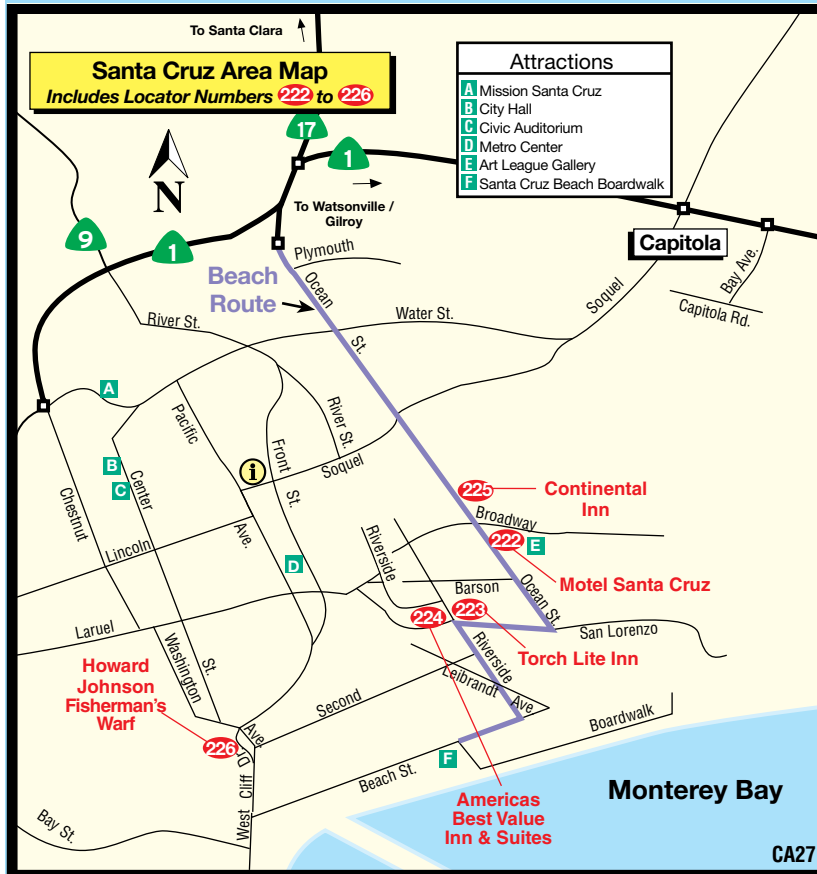 To Santa Clara
Santa Cruz Area Map
Includes Locator Numbers 222 to 226
Attractions
A Mission Santa Cruz
B City Hall
C Civic Auditorium
D Metro Center
E Art League Gallery
F Santa Cruz Beach Boardwalk
17
1
N
To Watsonville /
Gilroy
9
1
Capitola
Bay Ave.
Capitola Rd.
Plymouth
Beach
Route
Ocean
St.
Soquel
River St.
Water St.
A
Pacific
Ave.
River St.
Front
St.
i
Soquel
B
C
Center
St.
Chestnut
Lincoln
D
225
Continental
Inn
Broadway
222
E
Motel Santa Cruz
Riverside
Barson
Ocean St.
224
223
San Lorenzo
Torch Lite Inn
Laruel
Washington
Riverside
Ave
Leibrandt
Howard
Johnson
Fisherman's
Warf
226
Second
Boardwalk
F
Beach St.
West Cliff Dr.
Ave.
Bay St.
Americas
Best Value
Inn & Suites
Monterey Bay
CA27